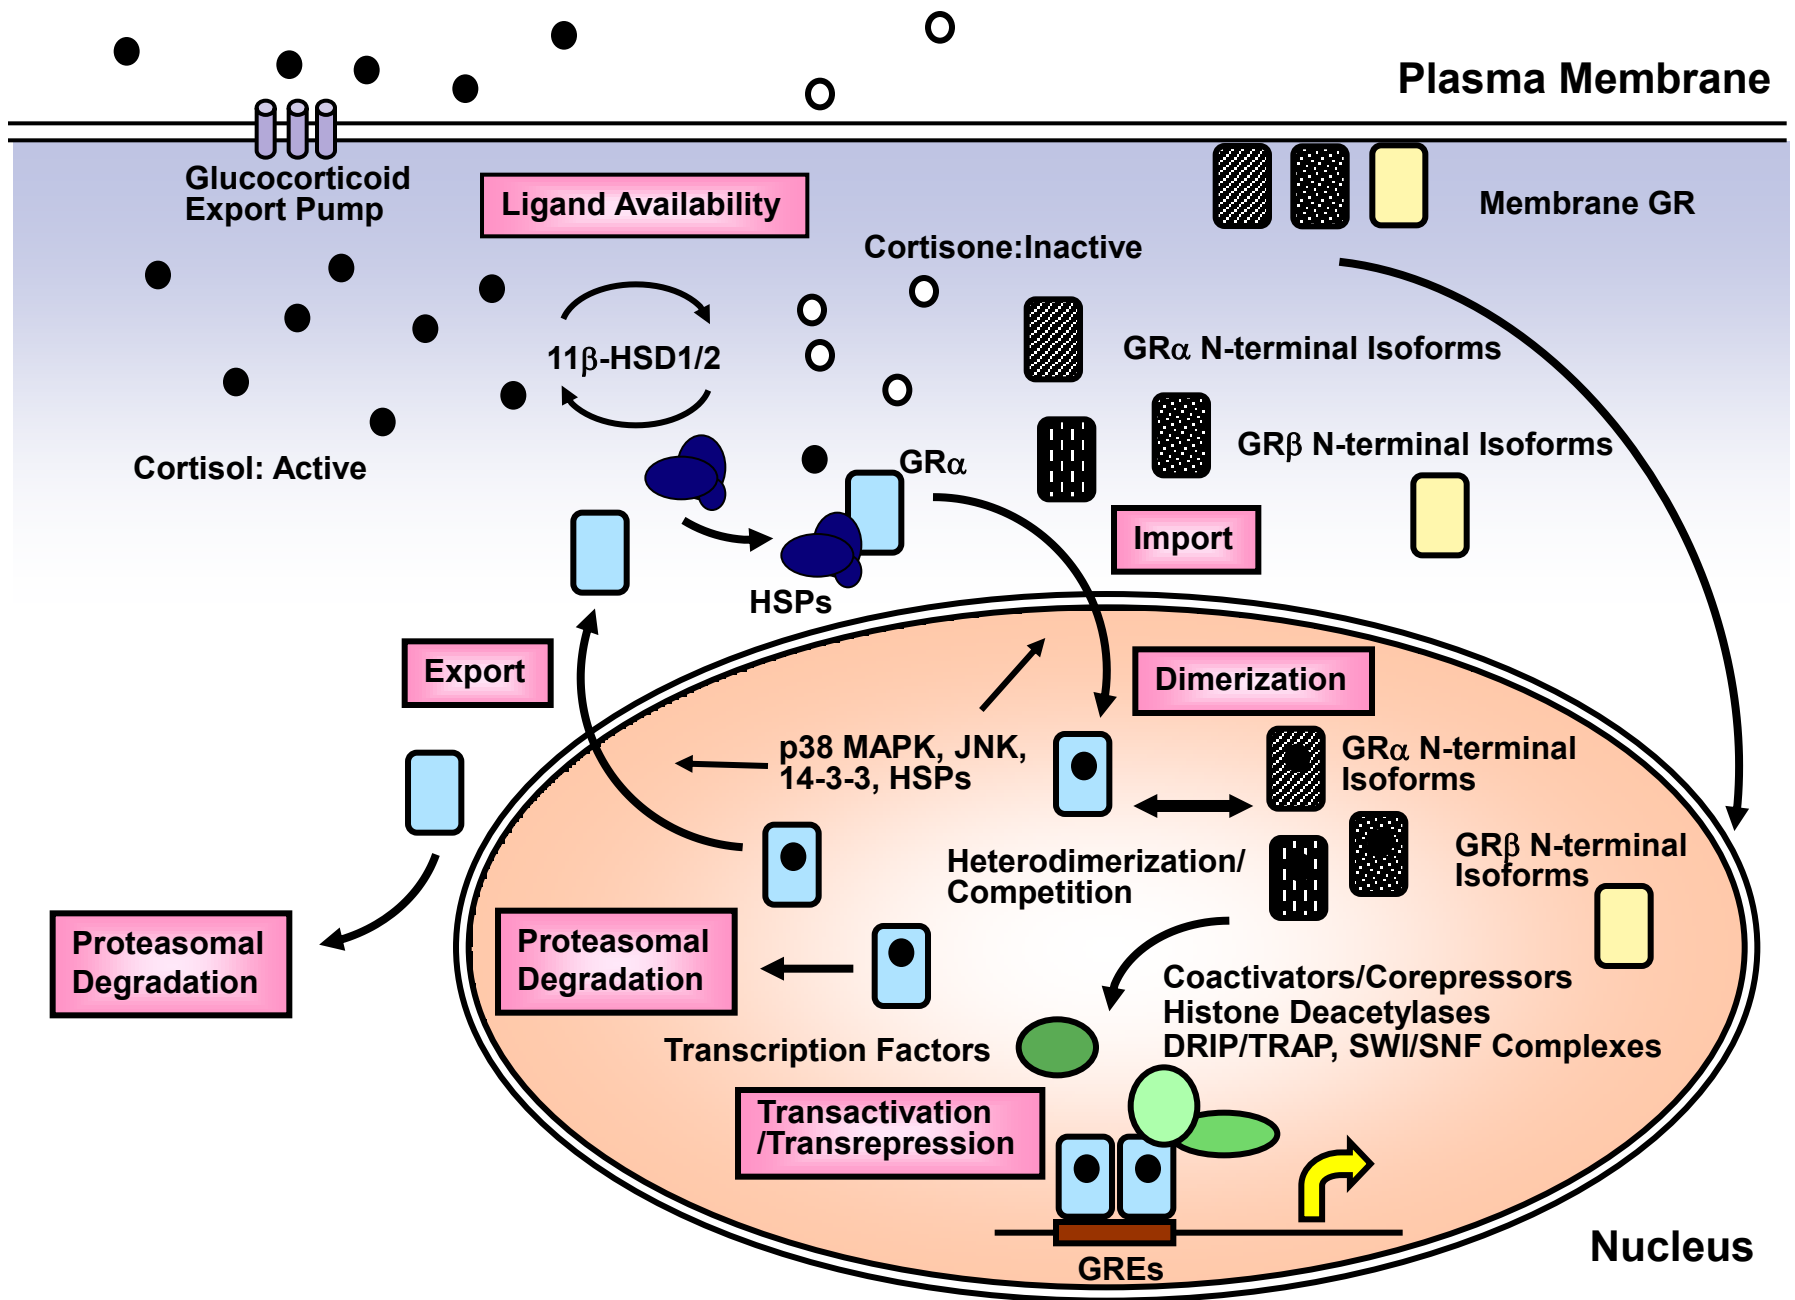 Plasma Membrane
Glucocorticoid
Export Pump
Ligand Availability
Membrane GR
Cortisone:Inactive
11β-HSD1/2
GRα N-terminal Isoforms
GRβ N-terminal Isoforms
Cortisol: Active
GRα
Import
HSPs
Export
Dimerization
p38 MAPK, JNK,
14-3-3, HSPs
GRα N-terminal
Isoforms
Heterodimerization/
Competition
GRβ N-terminal
Isoforms
Proteasomal
Degradation
Proteasomal
Degradation
Coactivators/Corepressors
Histone Deacetylases
DRIP/TRAP, SWI/SNF Complexes
Transcription Factors
Transactivation
/Transrepression
GREs
Nucleus